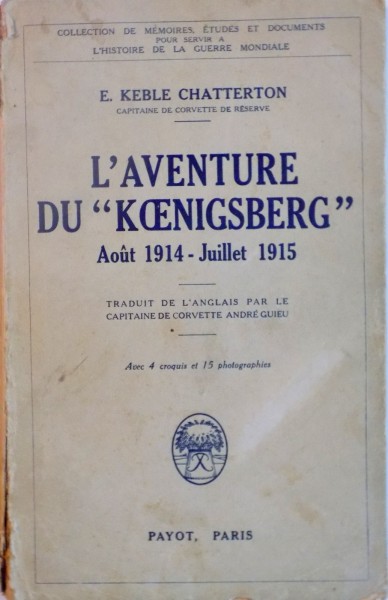 COLLECTION DE MÉMOIRES, ÉTUDES ET DOCUMENTS
POUR SERVIR A
L'HISTOIRE DE LA GUERRE MONDIALE
E. KEBLE CHATTERTON
CAPITAINE DE CORVETTE DE RÉSERVE
L'AVENTURE
DU “KŒNIGSBERG”
Août 1914 - Juillet 1915
TRADUIT DE L'ANGLAIS PAR LE
CAPITAINE DE CORVETTE ANDRÉ GUIEU
Avec 4 croquis et 15 photographies
PAYOT, PARIS